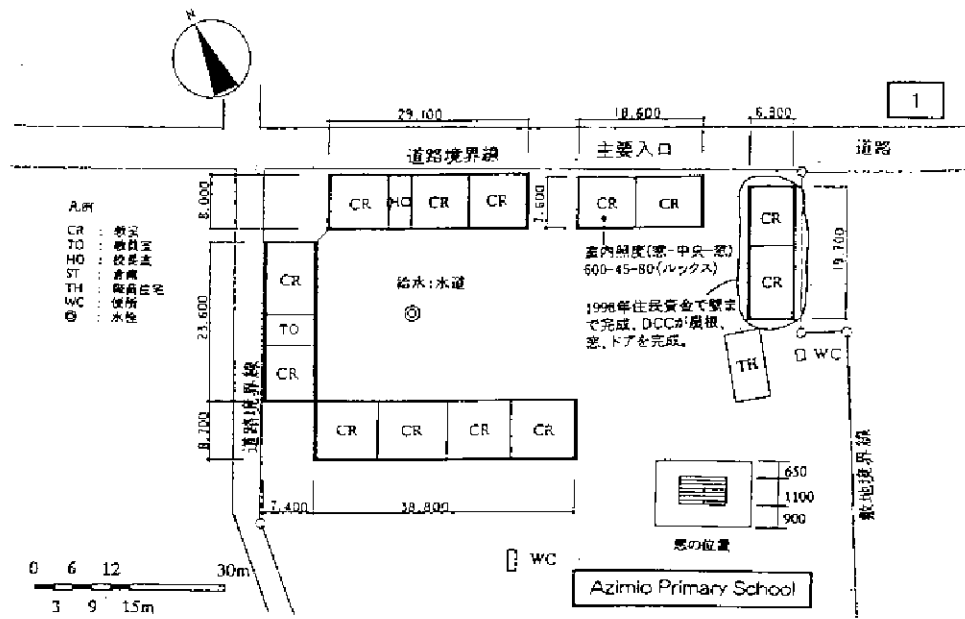 N
1
29.100
18.600
6.800
道路境界線
主要入口
道路
8.000
CR
HO
CR
CR
7.600
CR
CR
CR
CR
19.100
凡例
CR : 教室
TO : 教員室
HO : 校長室
ST : 倉庫
TH : 教員住宅
WC : 便所
◎ : 水栓
室内照度(窓-中央-窓)
600-45-80(ルックス)
給水:水道
◎
1998年住民資金で壁ま
で完成、DCCが屋根、
窓、ドアを完成。
23.600
CR
TO
CR
TH
WC
道路境界線
8.700
CR
CR
CR
CR
7.400
38.800
650
1100
900
窓の位置
敷地境界線
WC
0 6 12 30m
3 9 15m
Azimio Primary School